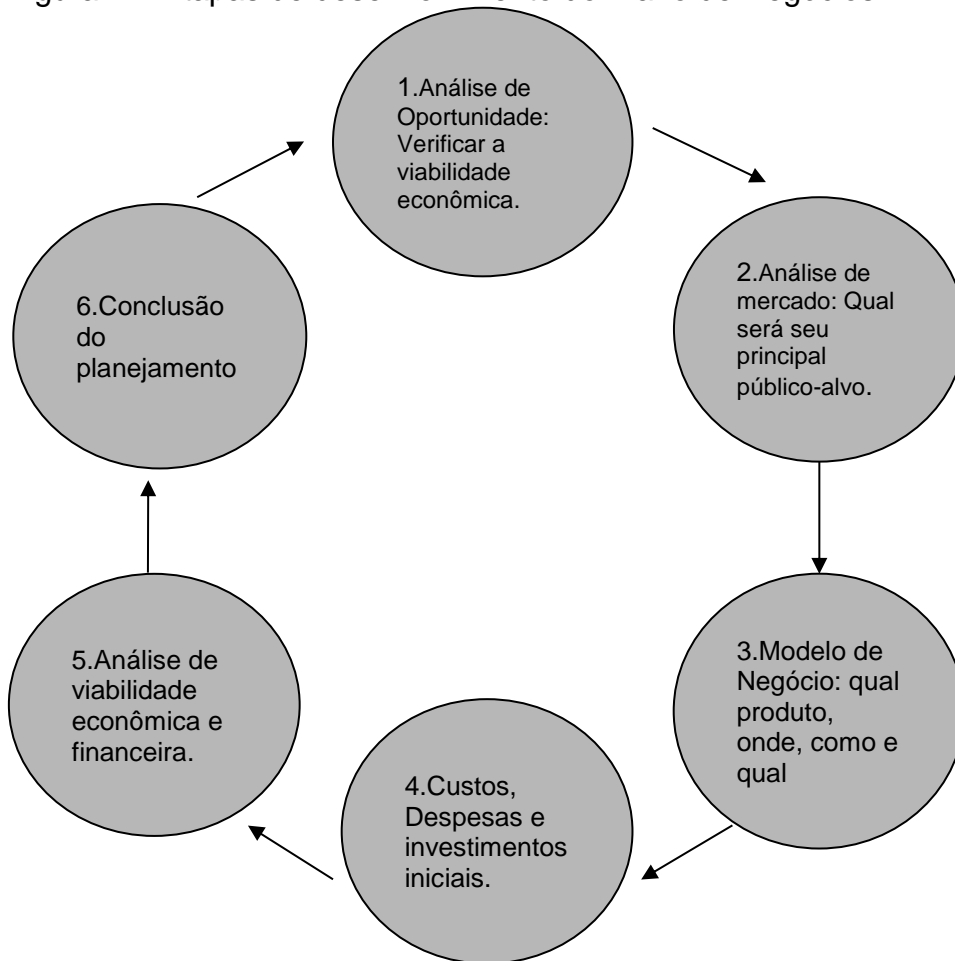 1.Análise de
Oportunidade:
Verificar a
viabilidade
econômica.
2.Análise de
mercado: Qual
será seu
principal
público-alvo.
3.Modelo de
Negócio: qual
produto,
onde, como e
qual
4.Custos,
Despesas e
investimentos
iniciais.
5.Análise de
viabilidade
econômica e
financeira.
6.Conclusão
do
planejamento